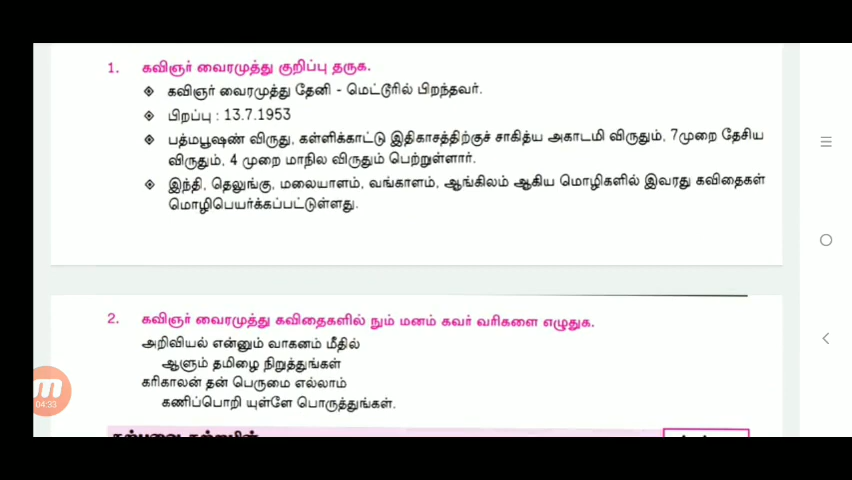 1. கவிஞர் வைரமுத்து குறிப்பு தருக.
❖ கவிஞர் வைரமுத்து தேனி - மெட்டூரில் பிறந்தவர்.
❖ பிறப்பு : 13.7.1953
❖ பத்மபூஷண் விருது, கள்ளிக்காட்டு இதிகாசத்திற்குச் சாகித்ய அகாடமி விருதும், 7முறை தேசிய
விருதும், 4 முறை மாநில விருதும் பெற்றுள்ளார்.
❖ இந்தி, தெலுங்கு, மலையாளம், வங்காளம், ஆங்கிலம் ஆகிய மொழிகளில் இவரது கவிதைகள்
மொழிபெயர்க்கப்பட்டுள்ளது.
2. கவிஞர் வைரமுத்து கவிதைகளில் நும் மனம் கவர் வரிகளை எழுதுக.
அறிவியல் என்னும் வாகனம் மீதில்
ஆளும் தமிழை நிறுத்துங்கள்
கரிகாலன் தன் பெருமை எல்லாம்
கணிப்பொறி யுள்ளே பொருத்துங்கள்.
04:33